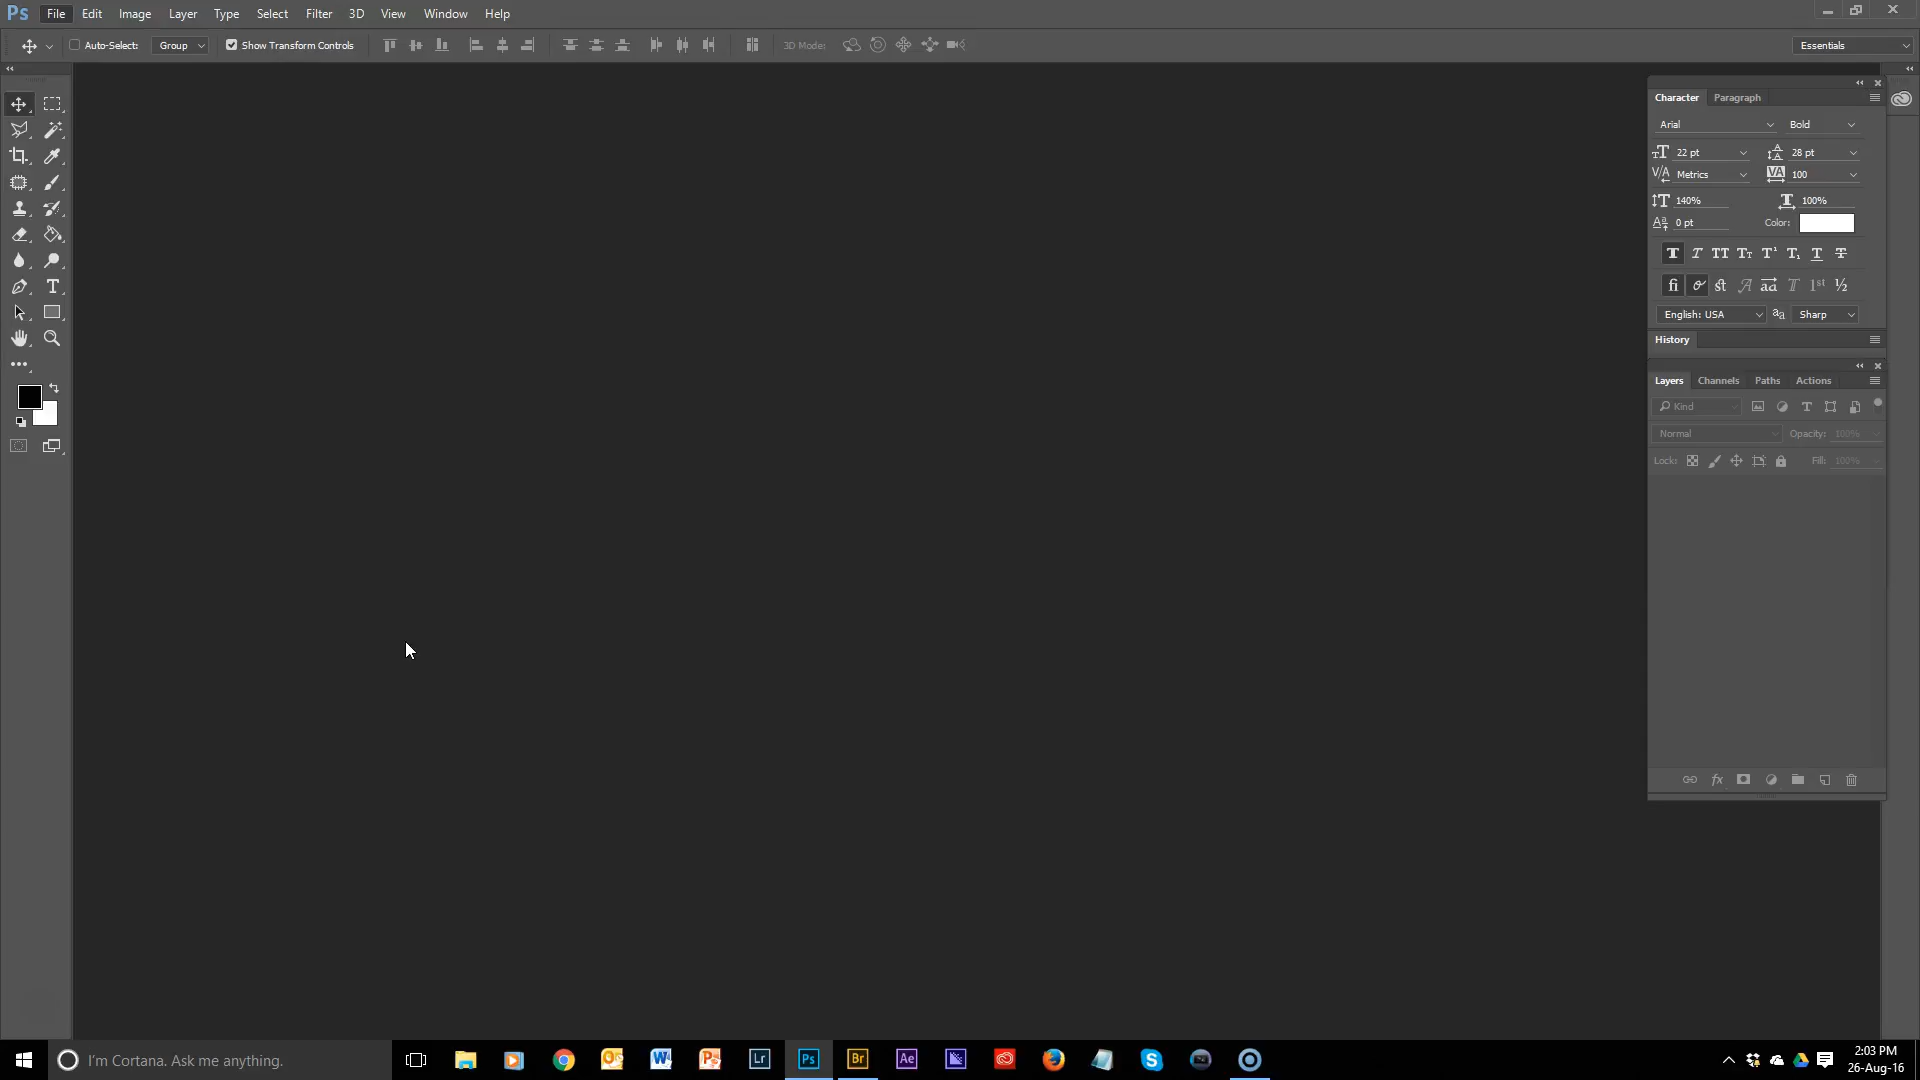 Ps File Edit Image Layer Type Select Filter 3D View Window Help
Auto-Select: Group Show Transform Controls 3D Mode: Essentials
Character Paragraph
Arial Bold
22 pt 28 pt
Metrics 100
140% 100%
0 pt Color:
English: USA Sharp
History
Layers Channels Paths Actions
Kind
Normal Opacity: 100%
Lock: Fill: 100%
I'm Cortana. Ask me anything.
Lr Ps Br Ae
2:03 PM
26-Aug-16